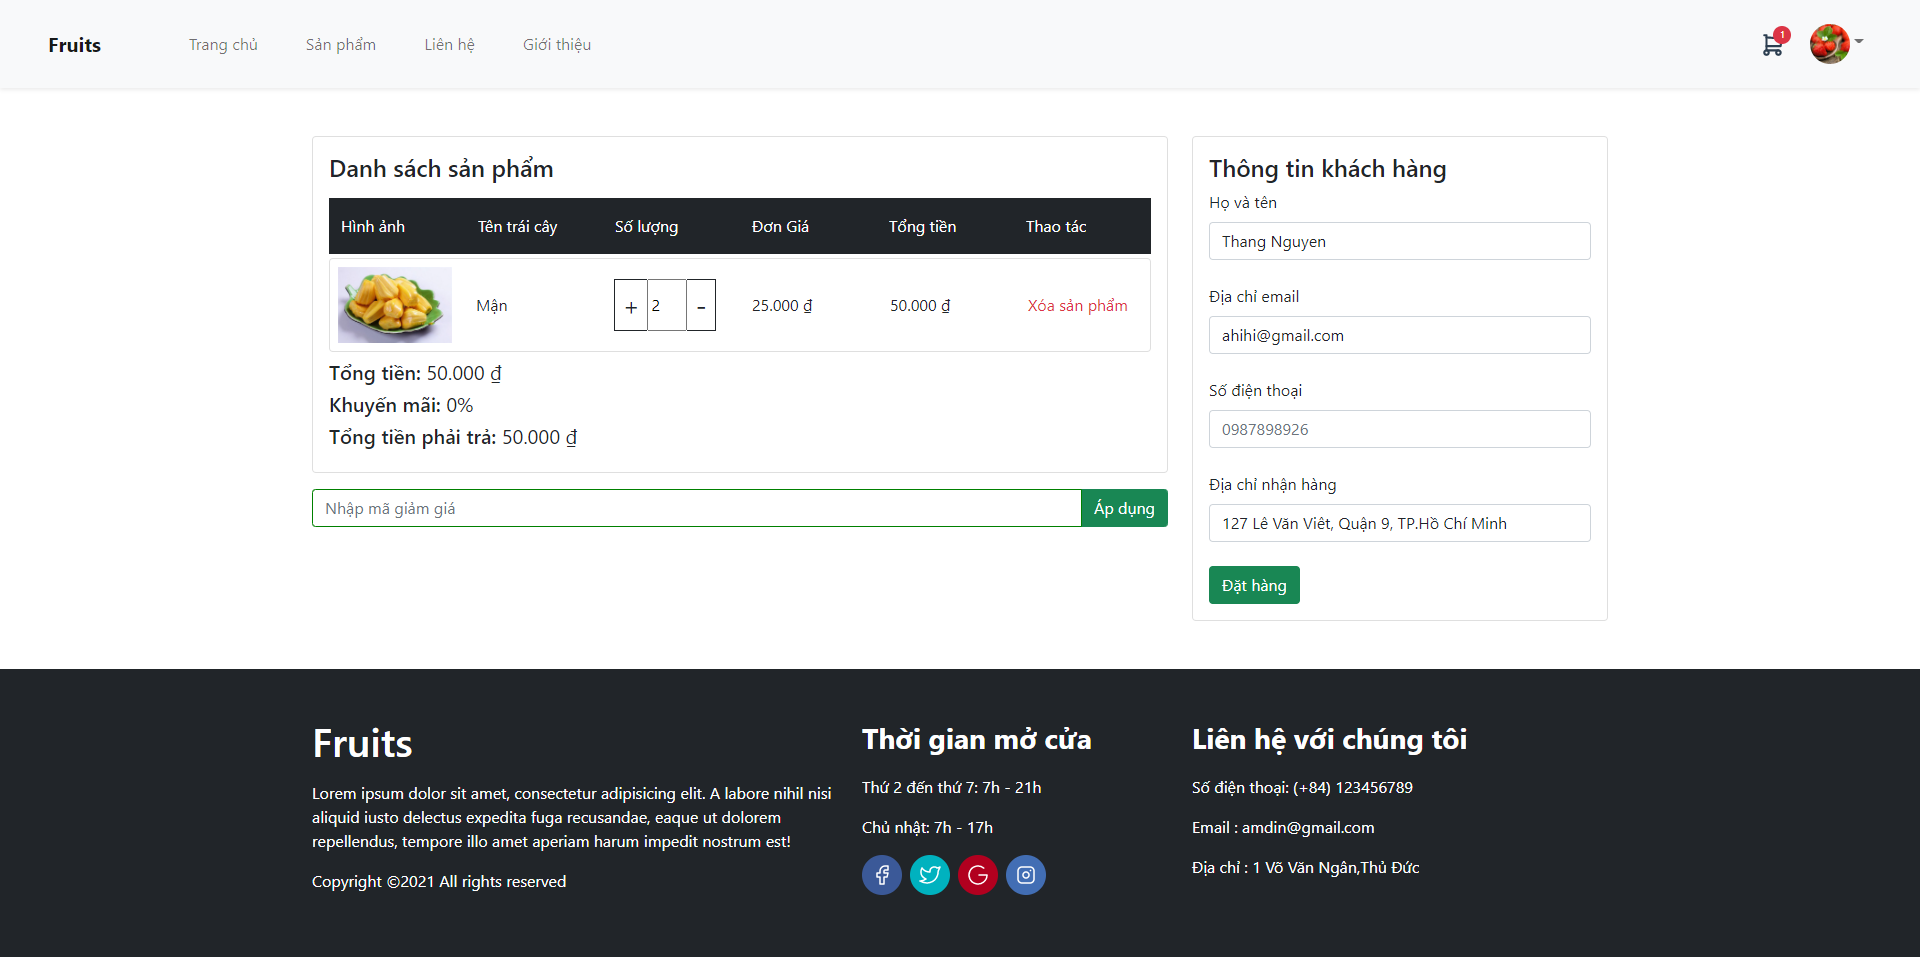 Fruits
Trang chủ
Sản phẩm
Liên hệ
Giới thiệu
1
Danh sách sản phẩm
Hình ảnh
Tên trái cây
Số lượng
Đơn Giá
Tổng tiền
Thao tác
Mận
+ 2 -
25.000 ₫
50.000 ₫
Xóa sản phẩm
Tổng tiền: 50.000 ₫
Khuyến mãi: 0%
Tổng tiền phải trả: 50.000 ₫
Nhập mã giảm giá
Áp dụng
Thông tin khách hàng
Họ và tên
Thang Nguyen
Địa chỉ email
ahihi@gmail.com
Số điện thoại
0987898926
Địa chỉ nhận hàng
127 Lê Văn Viêt, Quận 9, TP.Hồ Chí Minh
Đặt hàng
Fruits
Lorem ipsum dolor sit amet, consectetur adipisicing elit. A labore nihil nisi
aliquid iusto delectus expedita fuga recusandae, eaque ut dolorem
repellendus, tempore illo amet aperiam harum impedit nostrum est!
Copyright ©2021 All rights reserved
Thời gian mở cửa
Thứ 2 đến thứ 7: 7h - 21h
Chủ nhật: 7h - 17h
Liên hệ với chúng tôi
Số điện thoại: (+84) 123456789
Email : amdin@gmail.com
Địa chỉ : 1 Võ Văn Ngân,Thủ Đức